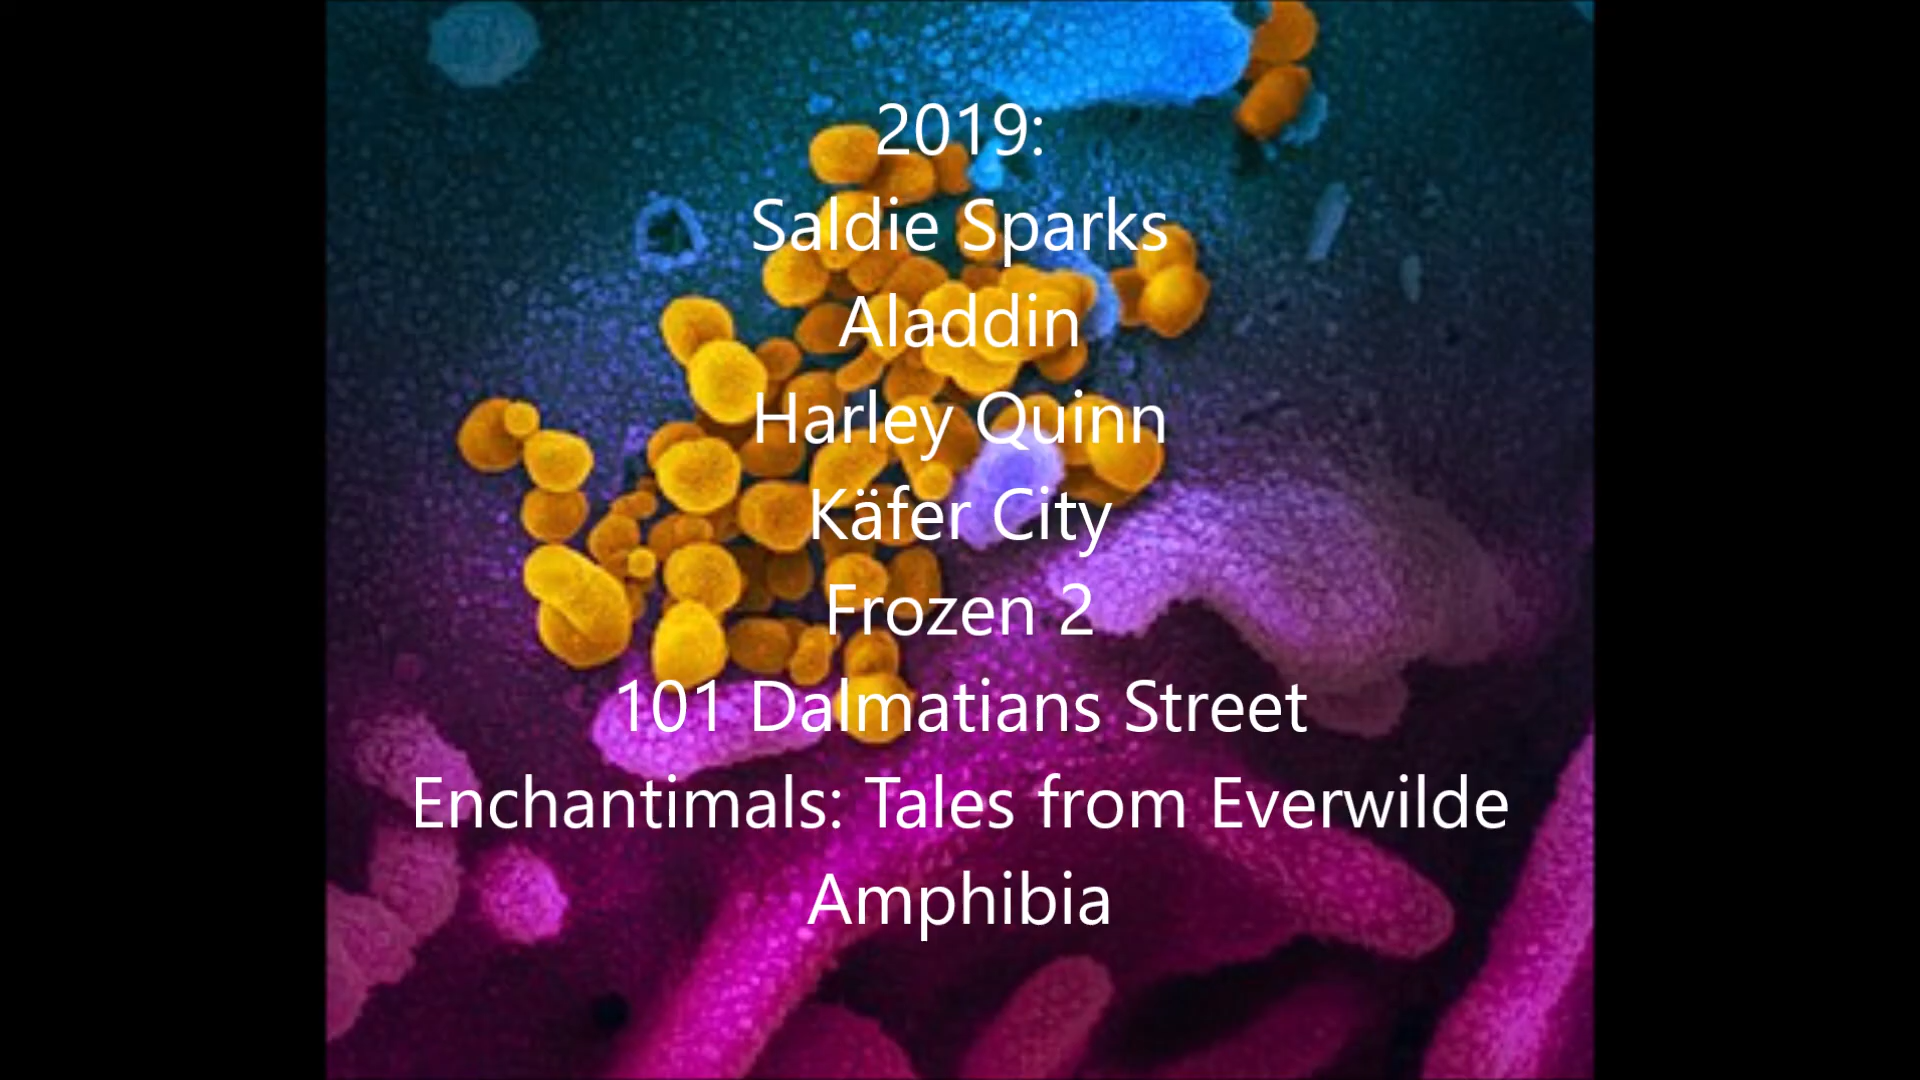 2019:
Saldie Sparks
Aladdin
Harley Quinn
Käfer City
Frozen 2
101 Dalmatians Street
Enchantimals: Tales from Everwilde
Amphibia